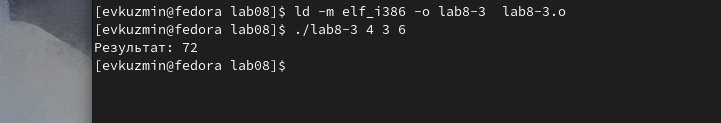 [evkuzmin@fedora lab08]$ ld -m elf_i386 -o lab8-3  lab8-3.o
[evkuzmin@fedora lab08]$ ./lab8-3 4 3 6
Результат: 72
[evkuzmin@fedora lab08]$